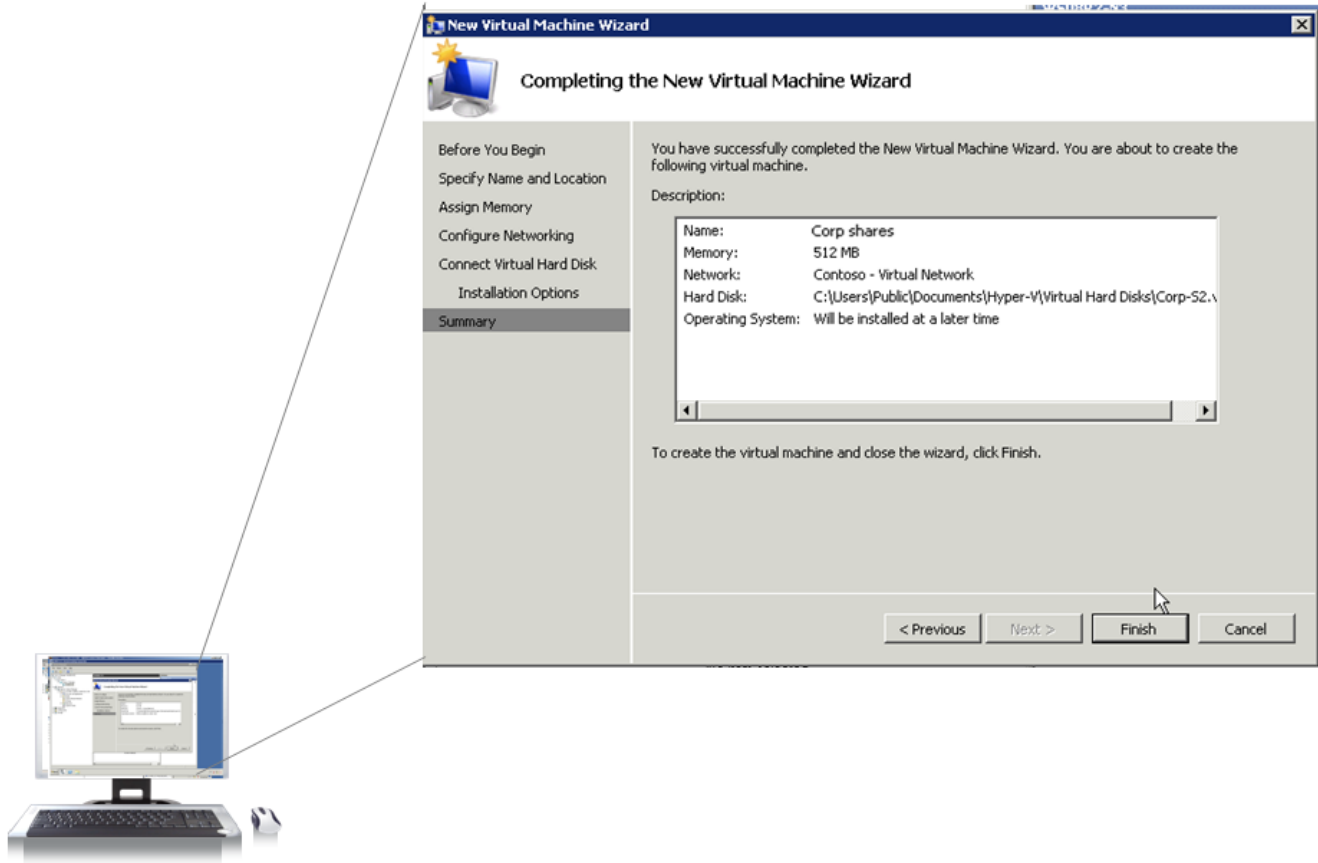 New Virtual Machine Wizard
Completing the New Virtual Machine Wizard
Before You Begin
Specify Name and Location
Assign Memory
Configure Networking
Connect Virtual Hard Disk
Installation Options
Summary
You have successfully completed the New Virtual Machine Wizard. You are about to create the
following virtual machine.
Description:
Name: Corp shares
Memory: 512 MB
Network: Contoso - Virtual Network
Hard Disk: C:\Users\Public\Documents\Hyper-V\Virtual Hard Disks\Corp-S2.v
Operating System: Will be installed at a later time
To create the virtual machine and close the wizard, click Finish.
< Previous
Next >
Finish
Cancel